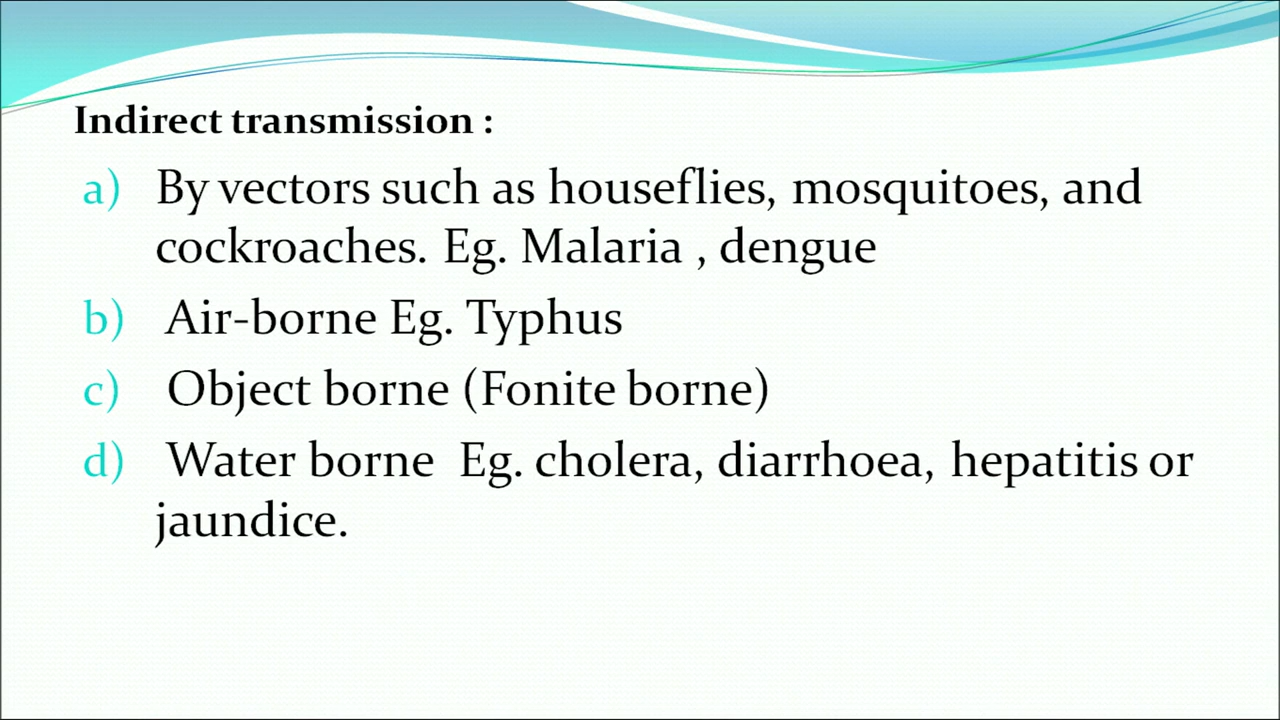 Indirect transmission :
a) By vectors such as houseflies, mosquitoes, and
cockroaches. Eg. Malaria , dengue
b) Air-borne Eg. Typhus
c) Object borne (Fonite borne)
d) Water borne Eg. cholera, diarrhoea, hepatitis or
jaundice.